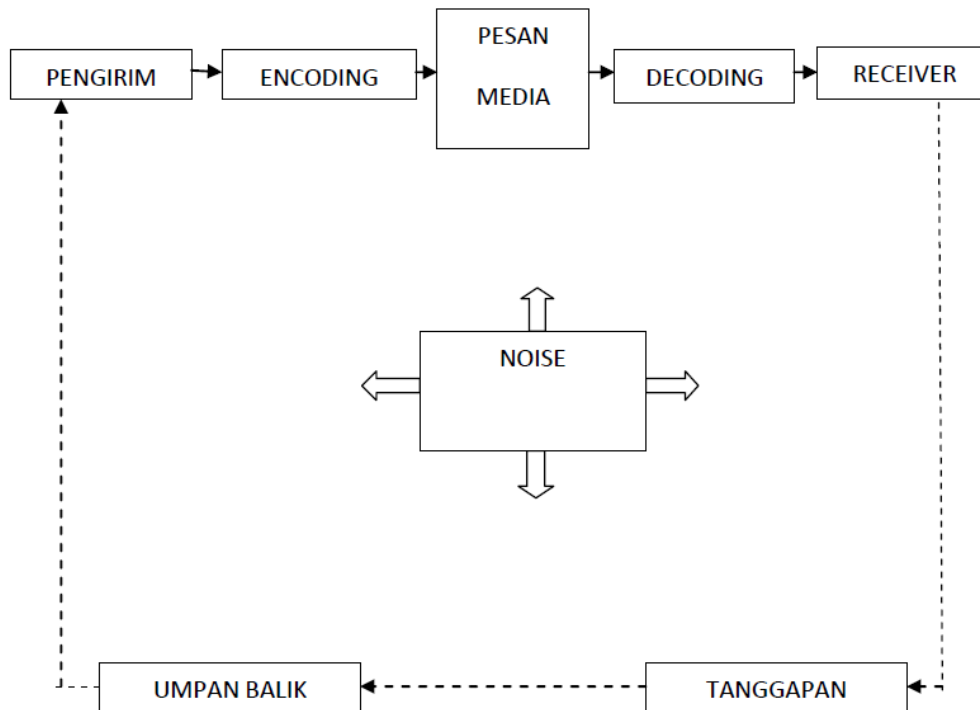 PENGIRIM
ENCODING
PESAN
MEDIA
DECODING
RECEIVER
NOISE
UMPAN BALIK
TANGGAPAN